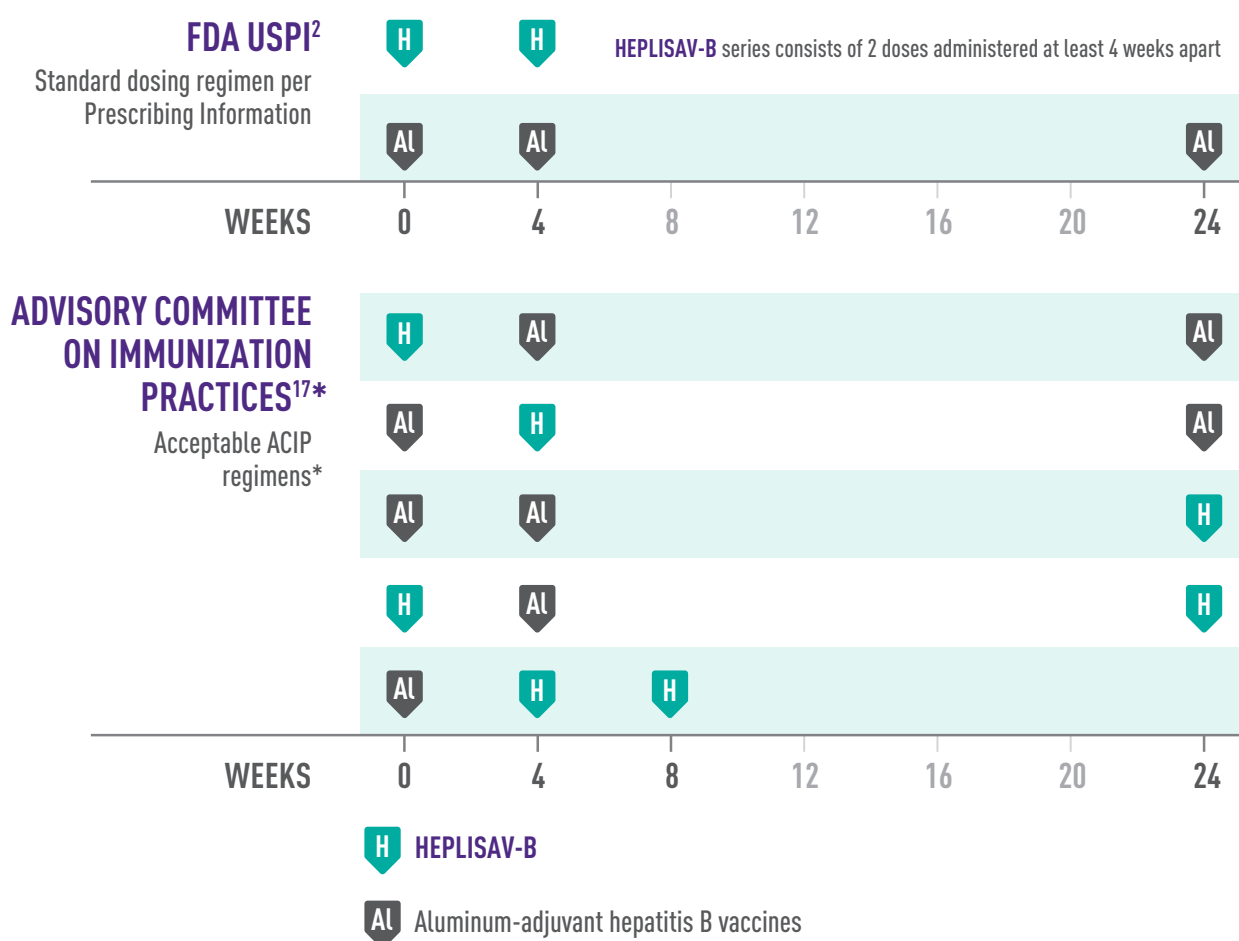 FDA USPI2
Standard dosing regimen per
Prescribing Information
H H
HEPLISAV-B series consists of 2 doses administered at least 4 weeks apart
Al Al Al
WEEKS 0 4 8 12 16 20 24
ADVISORY COMMITTEE
ON IMMUNIZATION
PRACTICES17*
Acceptable ACIP
regimens*
H Al Al
Al H Al
Al Al H
H Al H
Al H H
WEEKS 0 4 8 12 16 20 24
H HEPLISAV-B
Al Aluminum-adjuvant hepatitis B vaccines